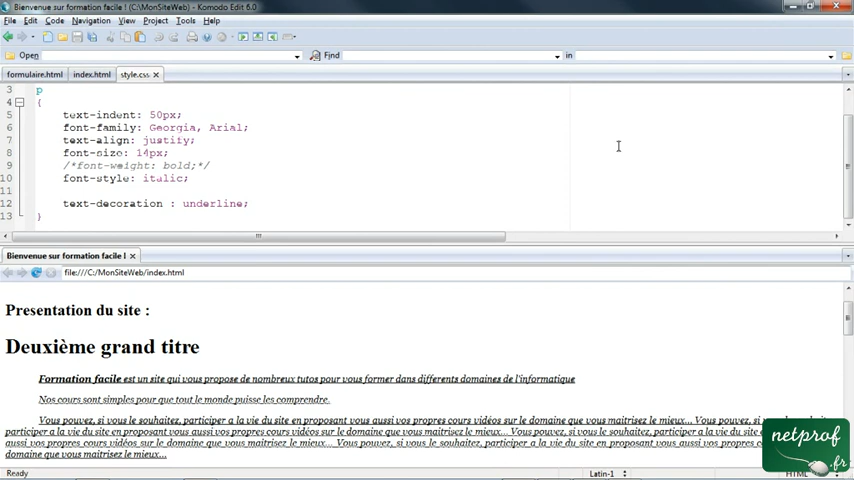 Bienvenue sur formation facile ! (C:\MonSiteWeb) - Komodo Edit 6.0
File Edit Code Navigation View Project Tools Help
Open Find in
formulaire.html index.html style.css
3 p
4 {
5 text-indent: 50px;
6 font-family: Georgia, Arial;
7 text-align: justify;
8 font-size: 14px;
9 /*font-weight: bold;*/
10 font-style: italic;
11
12 text-decoration : underline;
13 }
Bienvenue sur formation facile !
file:///C:/MonSiteWeb/index.html
Presentation du site :
Deuxième grand titre
Formation facile est un site qui vous propose de nombreux tutos pour vous former dans differents domaines de l'informatique
Nos cours sont simples pour que tout le monde puisse les comprendre.
Vous pouvez, si vous le souhaitez, participer a la vie du site en proposant vous aussi vos propres cours vidéos sur le domaine que vous maitrisez le mieux... Vous pouvez, si vous le souhaitez,
participer a la vie du site en proposant vous aussi vos propres cours vidéos sur le domaine que vous maitrisez le mieux... Vous pouvez, si vous le souhaitez, participer a la vie du site
aussi vos propres cours vidéos sur le domaine que vous maitrisez le mieux... Vous pouvez, si vous le souhaitez, participer a la vie du site en proposant vous aussi vos propres cours
domaine que vous maitrisez le mieux...
netprof
.fr
Ready Latin-1 HTML